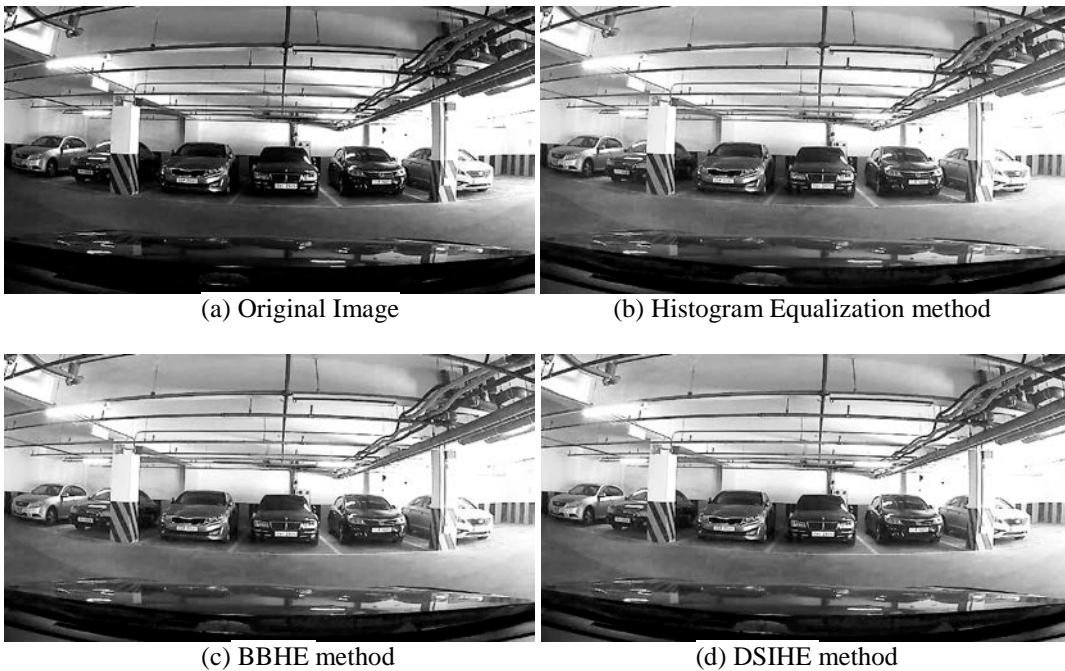 (a) Original Image
(b) Histogram Equalization method
(c) BBHE method
(d) DSIHE method